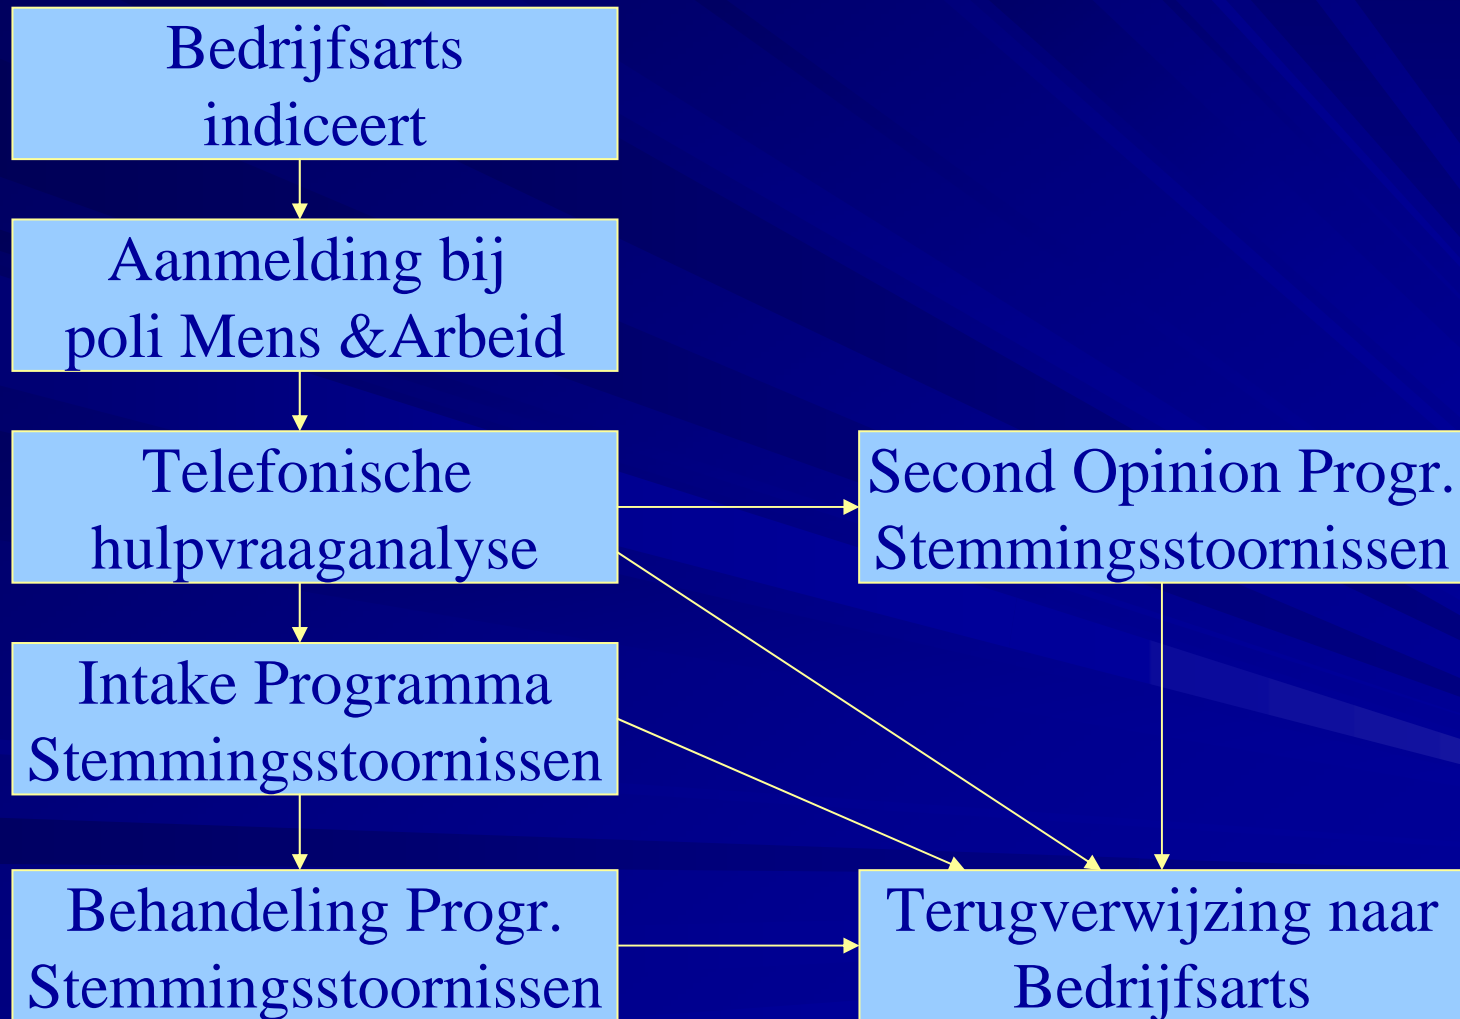 Bedrijfsarts
indiceert
Aanmelding bij
poli Mens &Arbeid
Telefonische
hulpvraaganalyse
Second Opinion Progr.
Stemmingsstoornissen
Intake Programma
Stemmingsstoornissen
Behandeling Progr.
Stemmingsstoornissen
Terugverwijzing naar
Bedrijfsarts